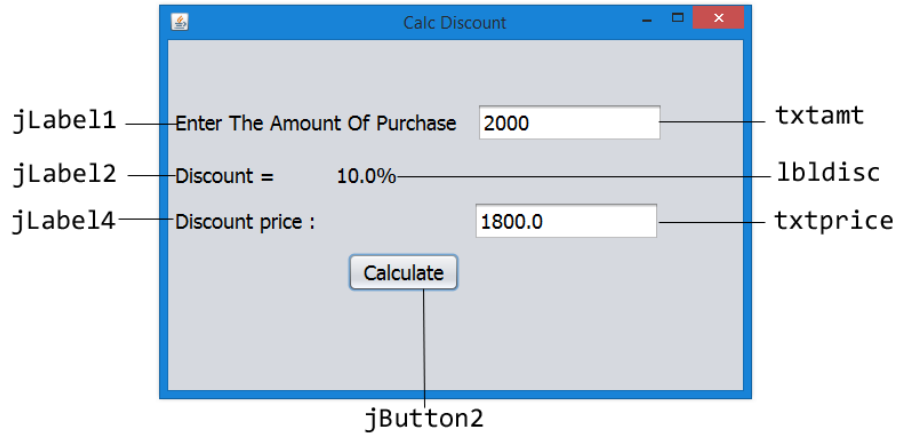 Calc Discount
jLabel1 Enter The Amount Of Purchase 2000 txtamt
jLabel2 Discount = 10.0% lbldisc
jLabel4 Discount price : 1800.0 txtprice
Calculate
jButton2